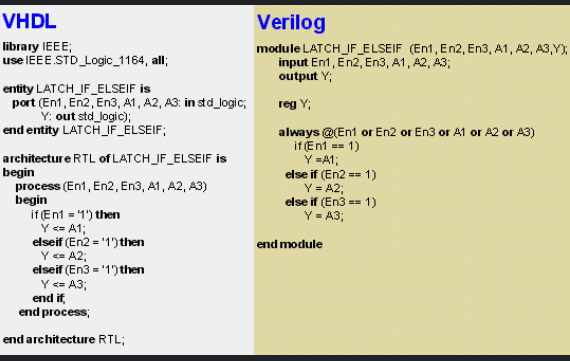 VHDL
library IEEE;
use IEEE.STD_Logic_1164, all;
entity LATCH_IF_ELSEIF is
port (En1, En2, En3, A1, A2, A3: in std_logic;
Y: out std_logic);
end entity LATCH_IF_ELSEIF;
architecture RTL of LATCH_IF_ELSEIF is
begin
process (En1, En2, En3, A1, A2, A3)
begin
if (En1 = '1') then
Y <= A1;
elseif (En2 = '1') then
Y <= A2;
elseif (En3 = '1') then
Y <= A3;
end if;
end process;
end architecture RTL;
Verilog
module LATCH_IF_ELSEIF (En1, En2, En3, A1, A2, A3,Y);
input En1, En2, En3, A1, A2, A3;
output Y;
reg Y;
always @(En1 or En2 or En3 or A1 or A2 or A3)
if (En1 == 1)
Y =A1;
else if (En2 == 1)
Y = A2;
else if (En3 == 1)
Y = A3;
end module